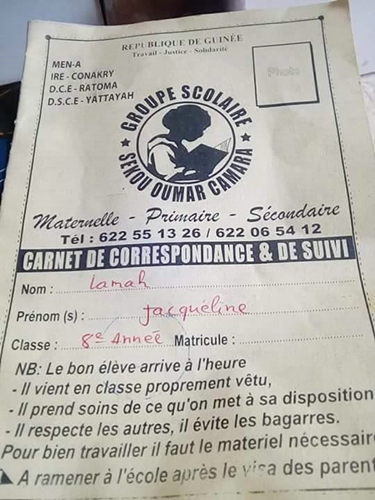 REPUBLIQUE DE GUINÉE
Travail - Justice - Solidarité
MEN-A
IRE - CONAKRY
D.C.E - RATOMA
D.S.C.E - YATTAYAH
Photo
GROUPE SCOLAIRE
SEKOU OUMAR CAMARA
Maternelle - Primaire - Sécondaire
Tél : 622 55 13 26 / 622 06 54 12
CARNET DE CORRESPONDANCE & DE SUIVI
Nom : Lamah
Prénom (s) : Jacquéline
Classe : 8e Année Matricule :
NB: Le bon élève arrive à l'heure
- Il vient en classe proprement vêtu,
- Il prend soins de ce qu'on met à sa disposition
- Il respecte les autres, il évite les bagarres.
Pour bien travailler il faut le materiel nécessaire
A ramener à l'école après le visa des parent